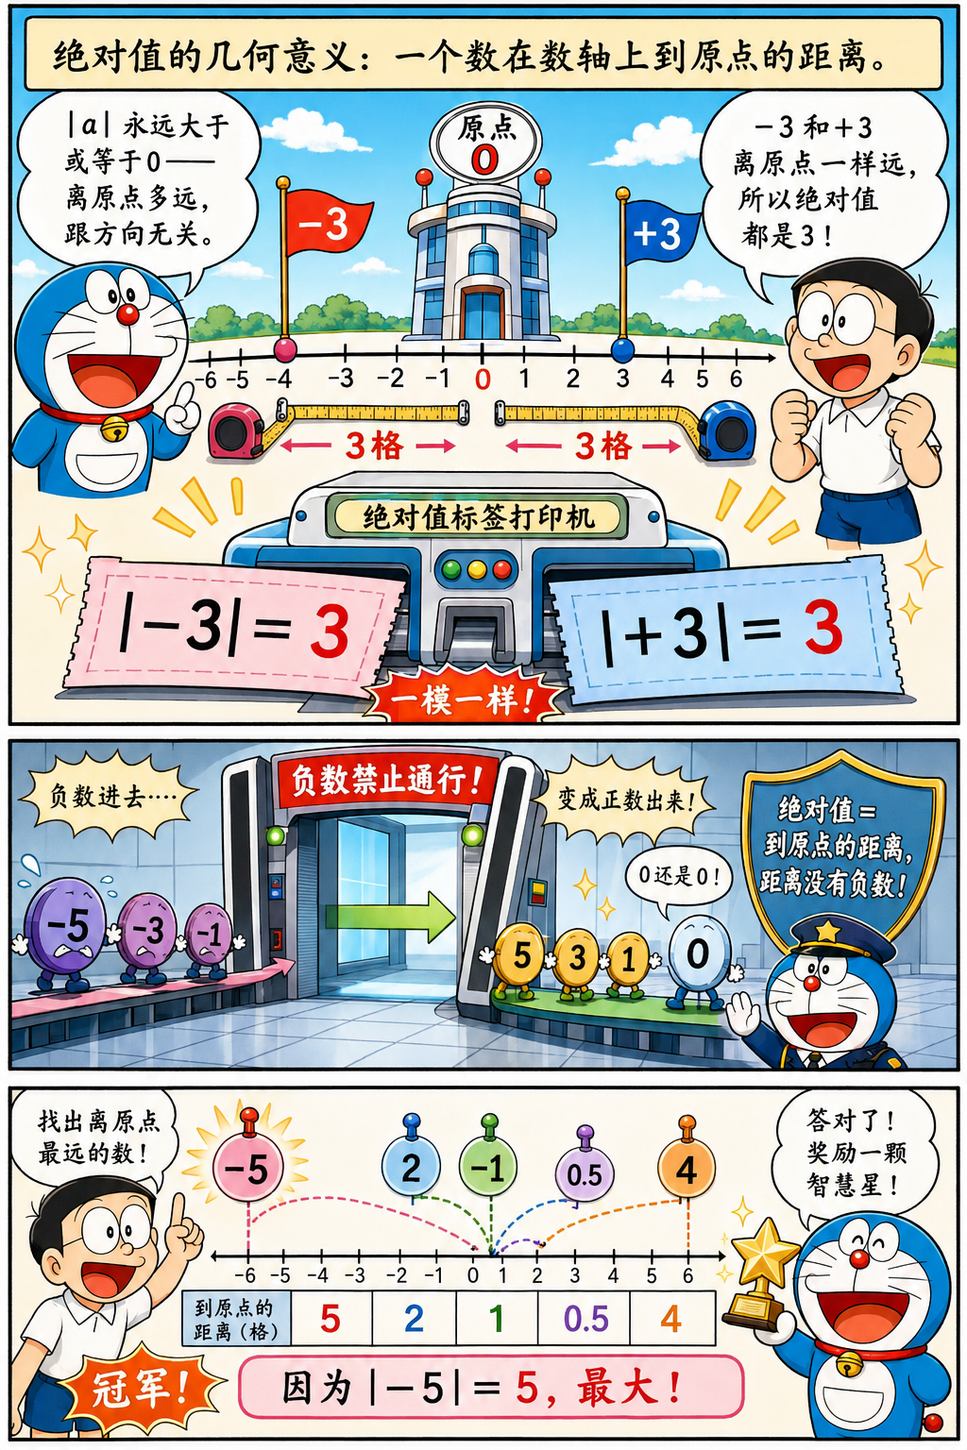 绝对值的几何意义：一个数在数轴上到原点的距离。
|a| 永远大于
或等于0——
离原点多远，
跟方向无关。
原点
0
−3 和+3
离原点一样远，
所以绝对值
都是3！
−3
+3
-6 -5 -4 -3 -2 -1 0 1 2 3 4 5 6
3格
3格
绝对值标签打印机
|−3|= 3
|+3|= 3
一模一样！
负数进去……
负数禁止通行！
变成正数出来！
绝对值＝
到原点的距离，
距离没有负数！
0还是0！
-5 -3 -1
5 3 1 0
找出离原点
最远的数！
-5 2 -1 0.5 4
答对了！
奖励一颗
智慧星！
-6 -5 -4 -3 -2 -1 0 1 2 3 4 5 6
到原点的
距离（格）
5 2 1 0.5 4
冠军！
因为|−5|＝5，最大！